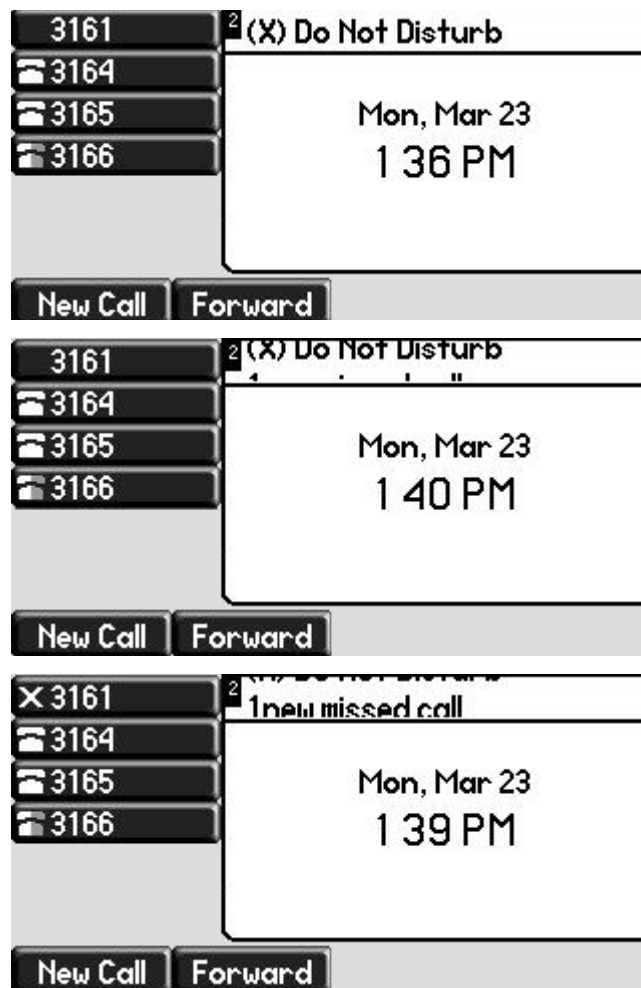 3161
2 (X) Do Not Disturb
3164
3165
3166
Mon, Mar 23
1 36 PM
New Call
Forward
3161
2 (X) Do Not Disturb
3164
3165
3166
Mon, Mar 23
1 40 PM
New Call
Forward
X 3161
2
1 new missed call
3164
3165
3166
Mon, Mar 23
1 39 PM
New Call
Forward